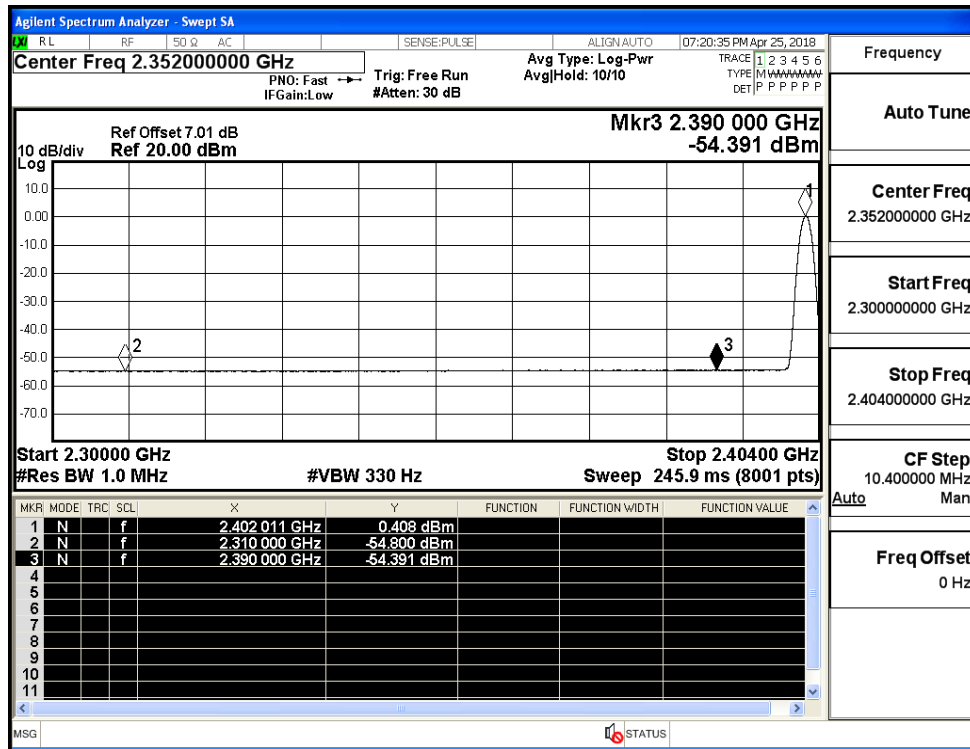 Agilent Spectrum Analyzer - Swept SA
LXI RL RF 50 Ω AC SENSE:PULSE ALIGN AUTO 07:20:35 PM Apr 25, 2018
Center Freq 2.352000000 GHz
PNO: Fast
IFGain:Low
Trig: Free Run
#Atten: 30 dB
Avg Type: Log-Pwr
Avg|Hold: 10/10
TRACE 1 2 3 4 5 6
TYPE M W W W W W
DET P P P P P P
Mkr3 2.390 000 GHz
-54.391 dBm
Ref Offset 7.01 dB
10 dB/div Ref 20.00 dBm
Log
10.0
0.00
-10.0
-20.0
-30.0
-40.0
-50.0
-60.0
-70.0
1
2
3
Start 2.30000 GHz Stop 2.40400 GHz
#Res BW 1.0 MHz #VBW 330 Hz Sweep 245.9 ms (8001 pts)
MKR MODE TRC SCL X Y FUNCTION FUNCTION WIDTH FUNCTION VALUE
1 N f 2.402 011 GHz 0.408 dBm
2 N f 2.310 000 GHz -54.800 dBm
3 N f 2.390 000 GHz -54.391 dBm
4
5
6
7
8
9
10
11
MSG STATUS
Frequency
Auto Tune
Center Freq
2.352000000 GHz
Start Freq
2.300000000 GHz
Stop Freq
2.404000000 GHz
CF Step
10.400000 MHz
Auto Man
Freq Offset
0 Hz